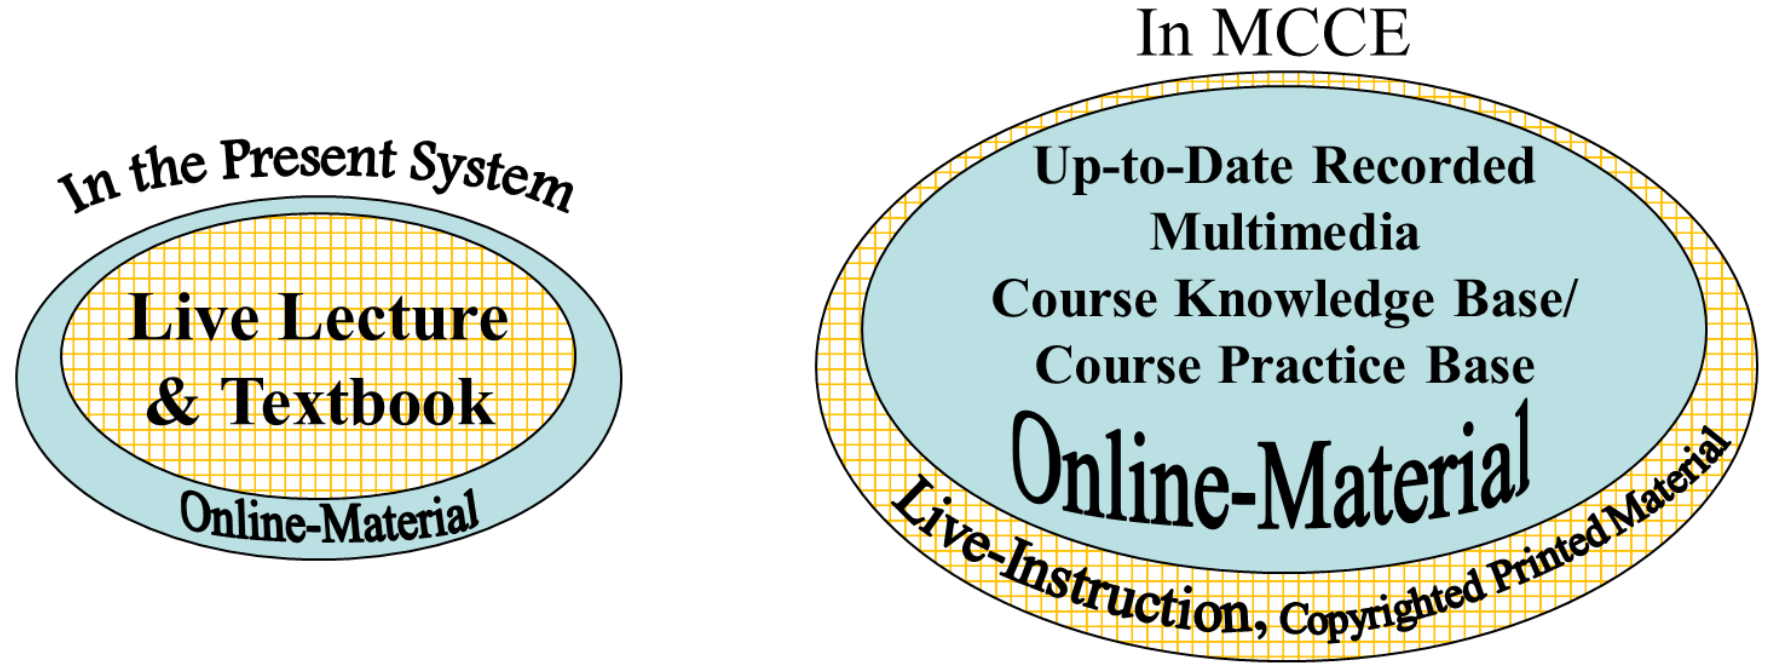 In the Present System
Live Lecture
& Textbook
Online-Material
In MCCE
Up-to-Date Recorded
Multimedia
Course Knowledge Base/
Course Practice Base
Online-Material
Live-Instruction, Copyrighted Printed Material